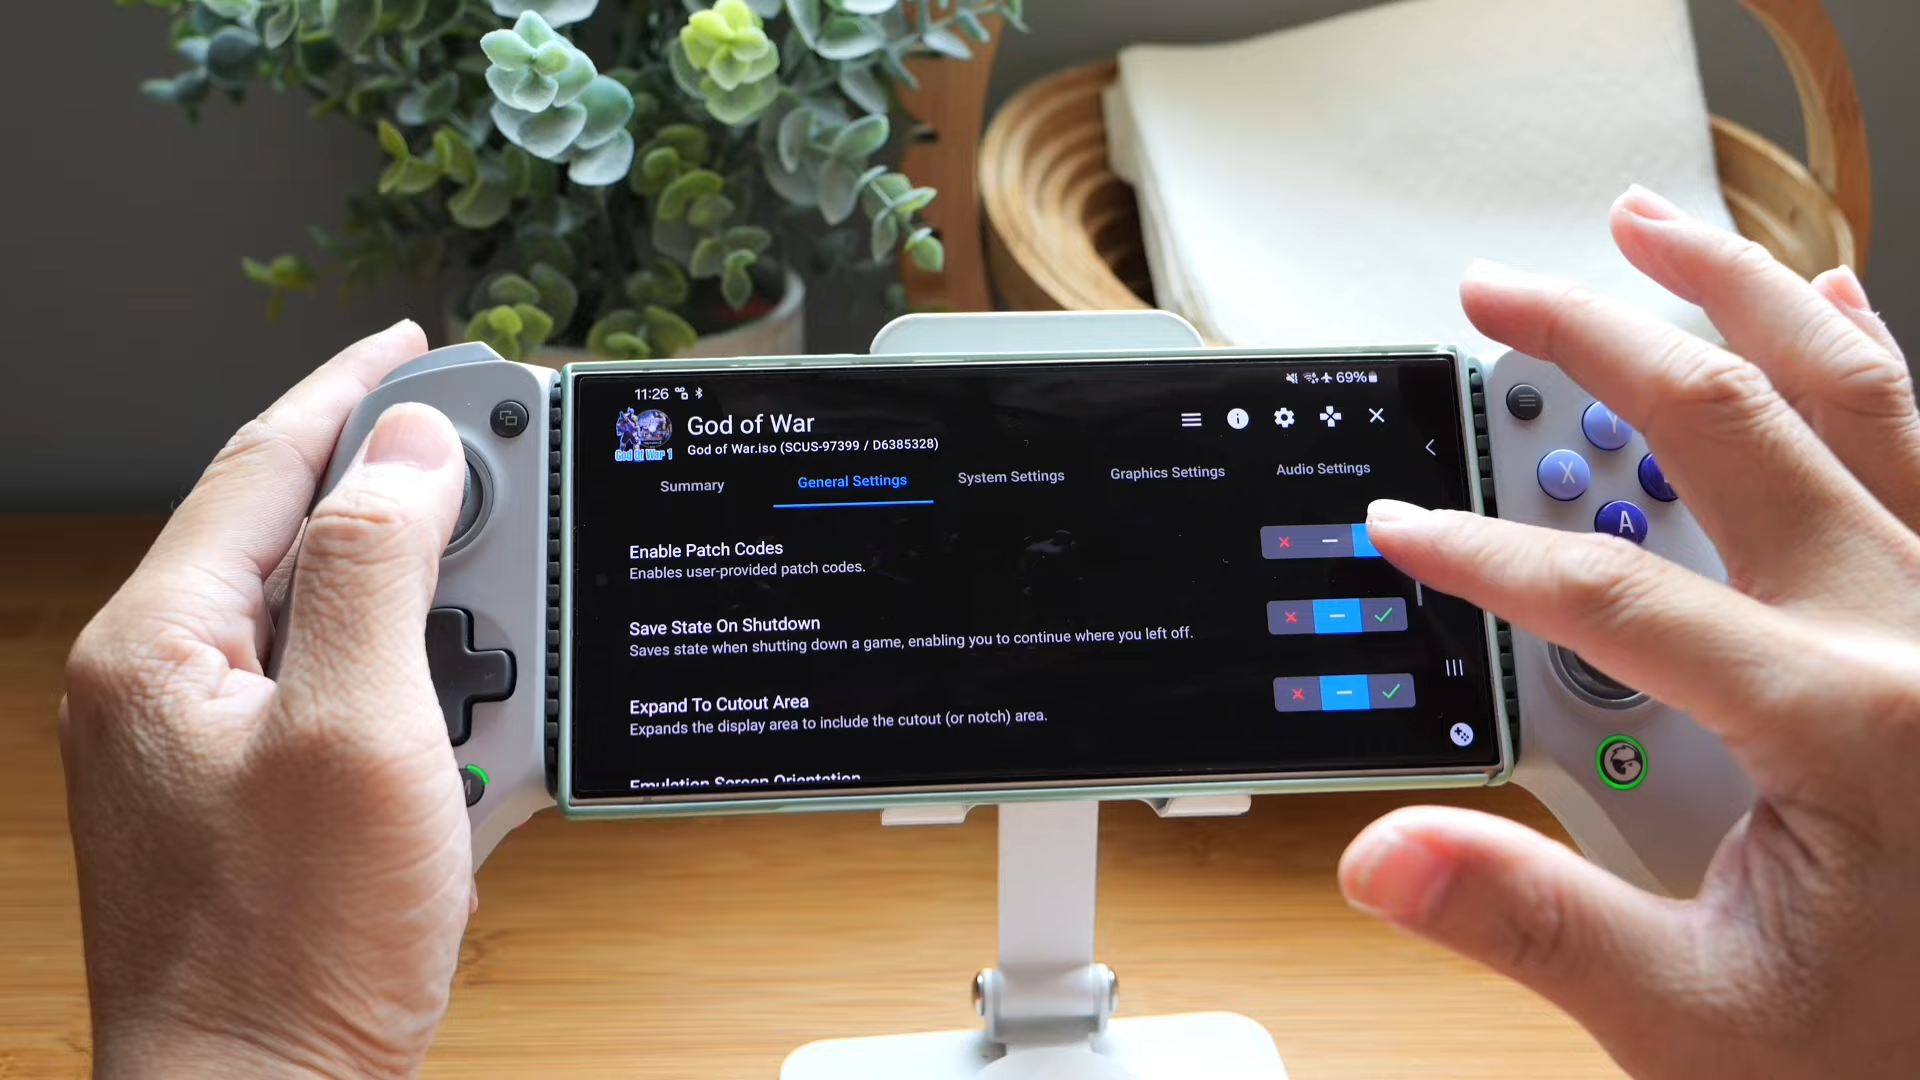 11:26
69%
God of War
God of War.iso (SCUS-97399 / D6385328)
God Of War 1
Summary
General Settings
System Settings
Graphics Settings
Audio Settings
Enable Patch Codes
Enables user-provided patch codes.
Save State On Shutdown
Saves state when shutting down a game, enabling you to continue where you left off.
Expand To Cutout Area
Expands the display area to include the cutout (or notch) area.
Emulation Screen Orientation
Y
X
A
M